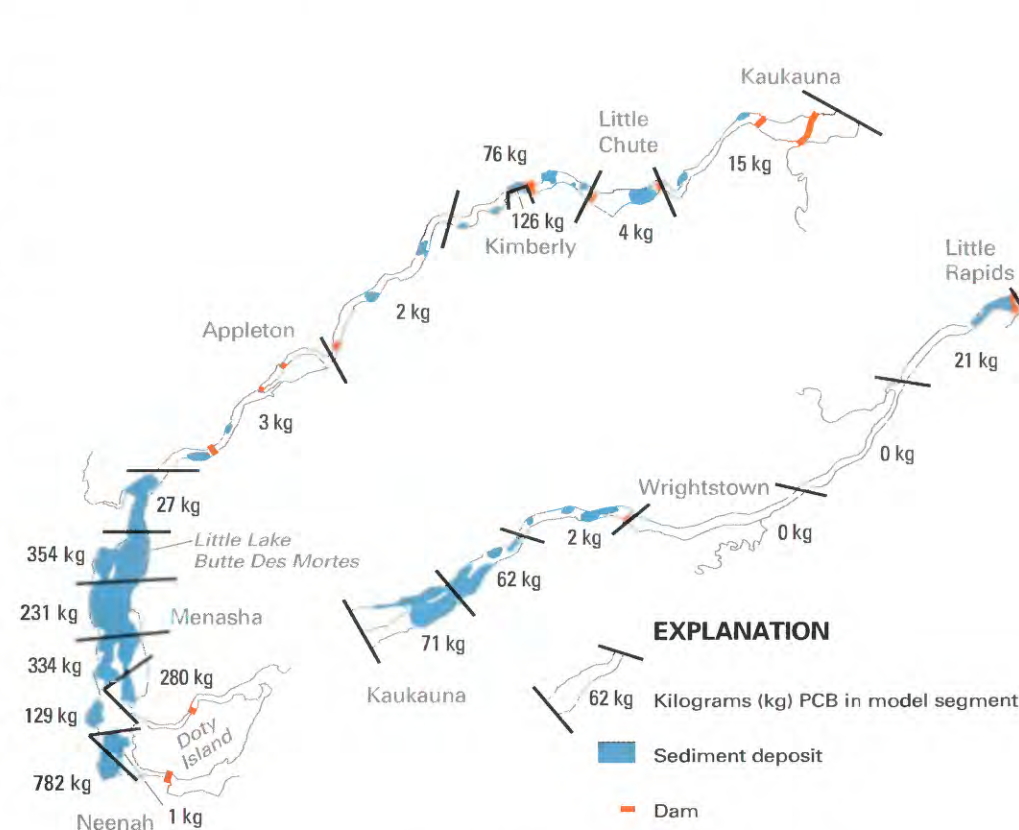 Kaukauna
Little
Chute
76 kg
15 kg
126 kg
Kimberly
4 kg
Little
Rapids
2 kg
Appleton
21 kg
3 kg
0 kg
Wrightstown
27 kg
2 kg
0 kg
354 kg
Little Lake
Butte Des Mortes
62 kg
231 kg
Menasha
71 kg
334 kg
280 kg
Kaukauna
129 kg
Doty
Island
782 kg
1 kg
Neenah
EXPLANATION
62 kg
Kilograms (kg) PCB in model segment
Sediment deposit
Dam